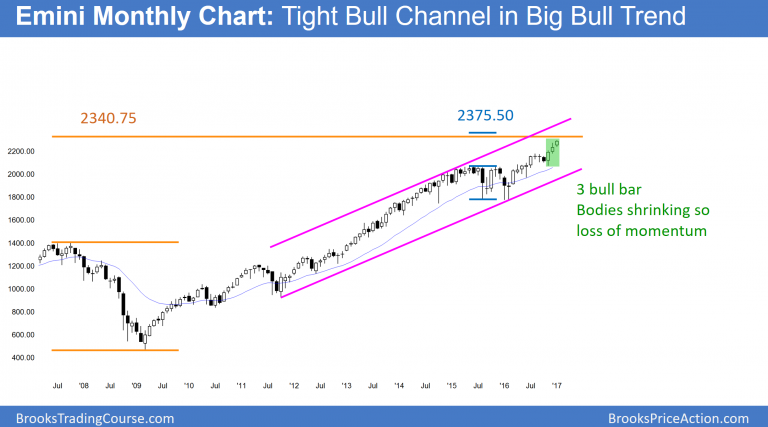 Emini Monthly Chart: Tight Bull Channel in Big Bull Trend
2340.75
2375.50
2200.00
2000.00
1800.00
1600.00
1400.00
1200.00
1000.00
800.00
600.00
400.00
3 bull bar
Bodies shrinking so
loss of momentum
Jul '08 Jul '09 Jul '10 Jul '11 Jul '12 Jul '13 Jul '14 Jul '15 Jul '16 Jul '17
BrooksTradingCourse.com BrooksPriceAction.com